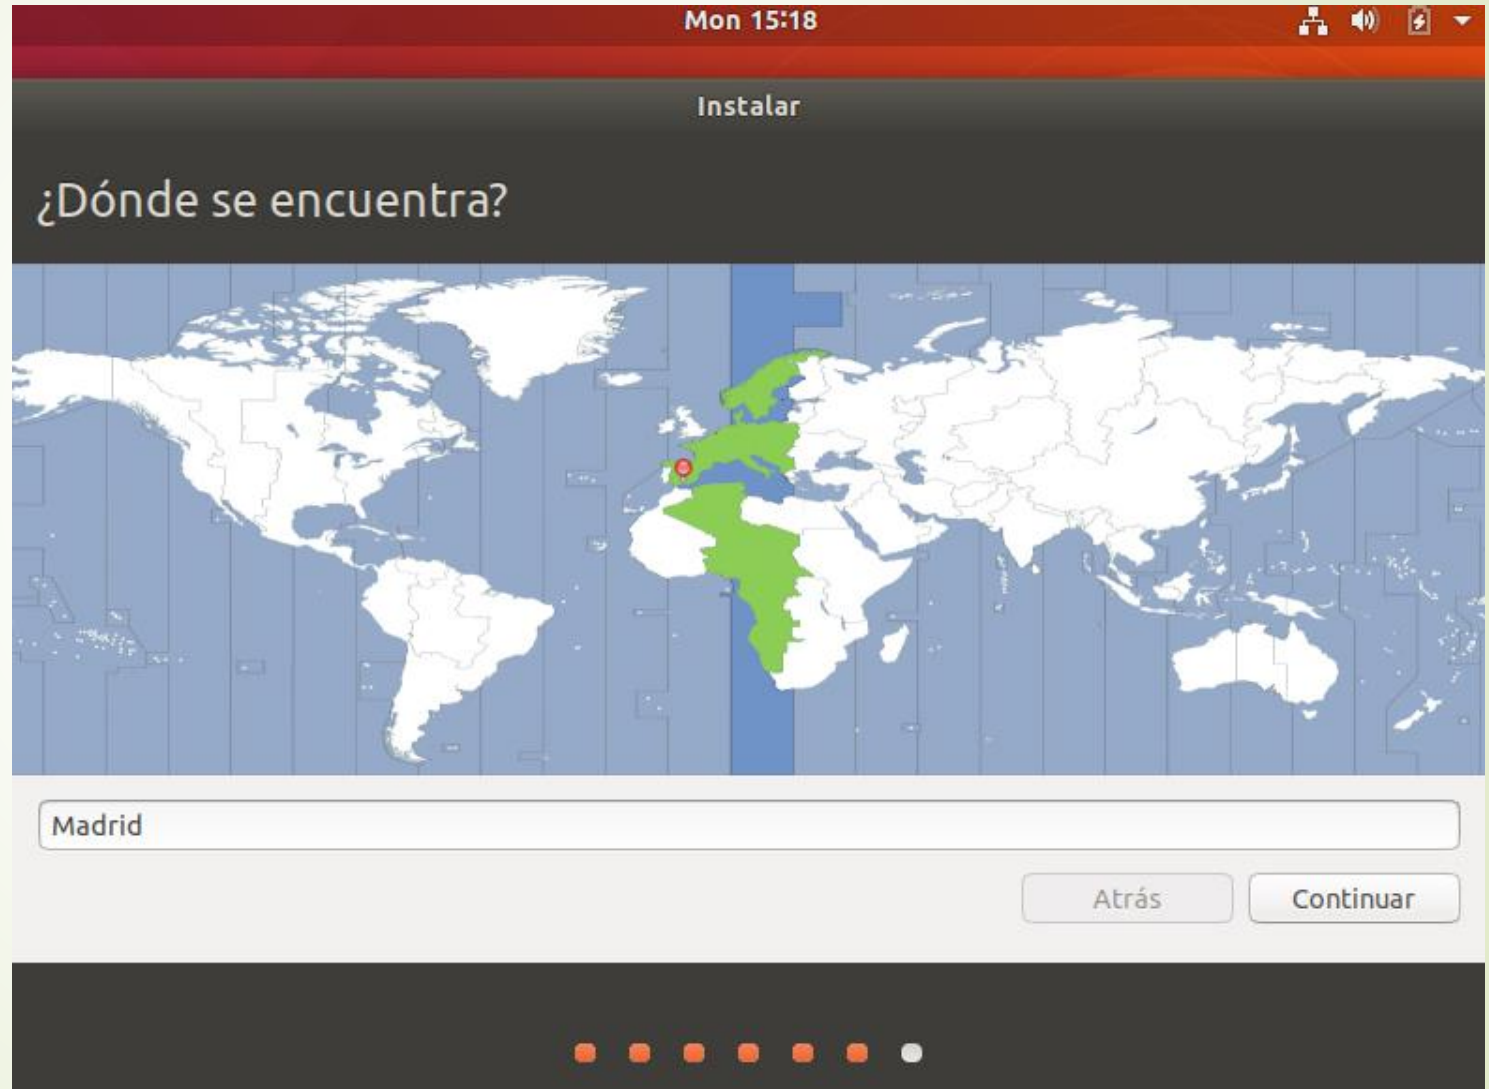 Mon 15:18
Instalar
¿Dónde se encuentra?
Madrid
Atrás
Continuar